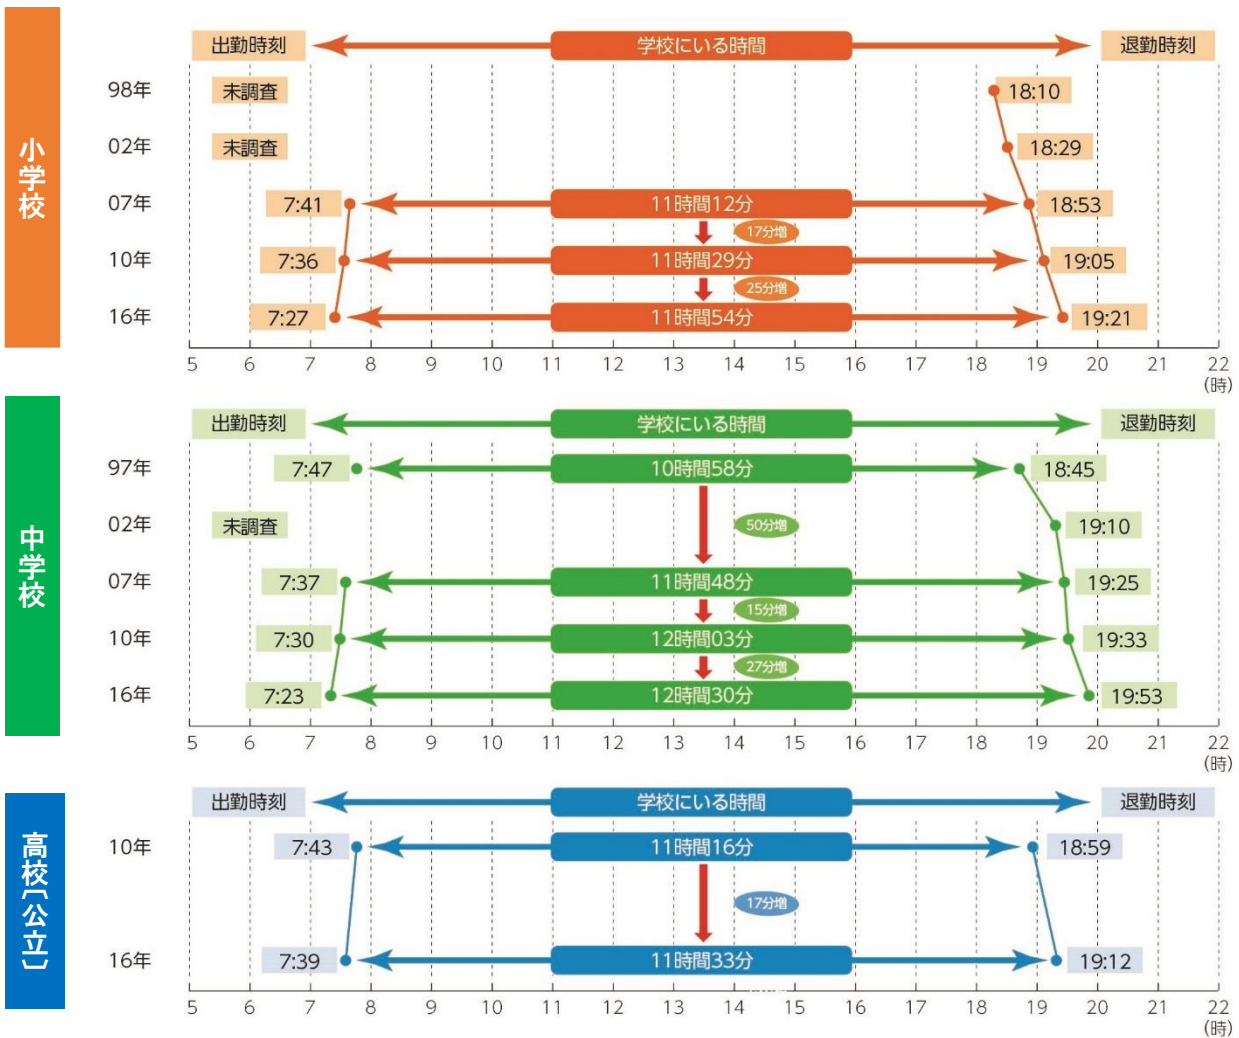 小学校
出勤時刻 学校にいる時間 退勤時刻
98年 未調査 18:10
02年 未調査 18:29
07年 7:41 11時間12分 18:53
17分増
10年 7:36 11時間29分 19:05
25分増
16年 7:27 11時間54分 19:21
5 6 7 8 9 10 11 12 13 14 15 16 17 18 19 20 21 22
(時)
中学校
出勤時刻 学校にいる時間 退勤時刻
97年 7:47 10時間58分 18:45
02年 未調査 50分増 19:10
07年 7:37 11時間48分 19:25
15分増
10年 7:30 12時間03分 19:33
27分増
16年 7:23 12時間30分 19:53
5 6 7 8 9 10 11 12 13 14 15 16 17 18 19 20 21 22
(時)
高校〔公立〕
出勤時刻 学校にいる時間 退勤時刻
10年 7:43 11時間16分 18:59
17分増
16年 7:39 11時間33分 19:12
5 6 7 8 9 10 11 12 13 14 15 16 17 18 19 20 21 22
(時)